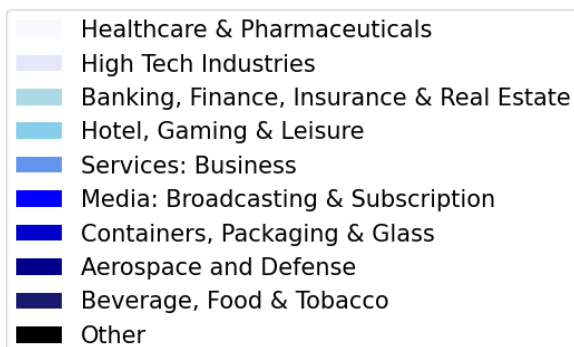 Healthcare & Pharmaceuticals
High Tech Industries
Banking, Finance, Insurance & Real Estate
Hotel, Gaming & Leisure
Services: Business
Media: Broadcasting & Subscription
Containers, Packaging & Glass
Aerospace and Defense
Beverage, Food & Tobacco
Other